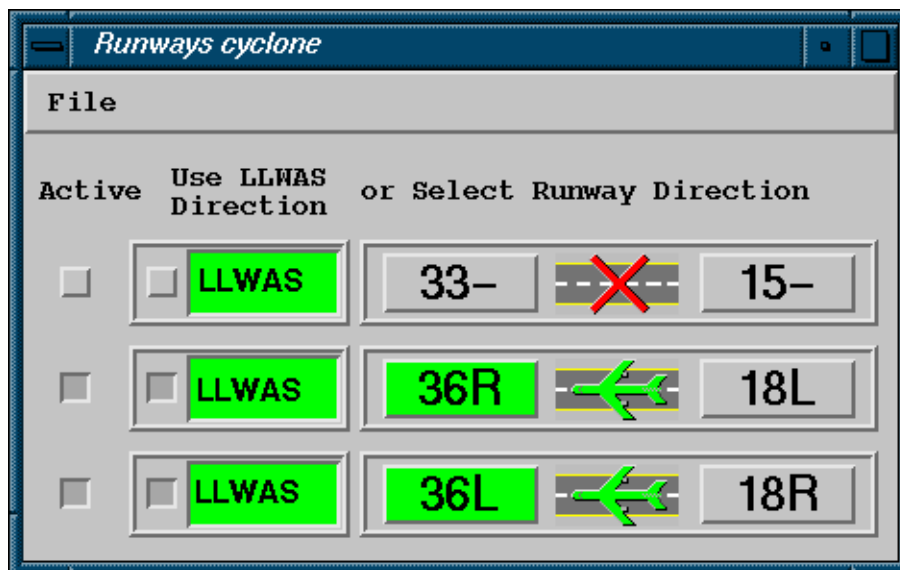 Runways cyclone
File
Active Use LLWAS Direction or Select Runway Direction
LLWAS 33– 15–
LLWAS 36R 18L
LLWAS 36L 18R